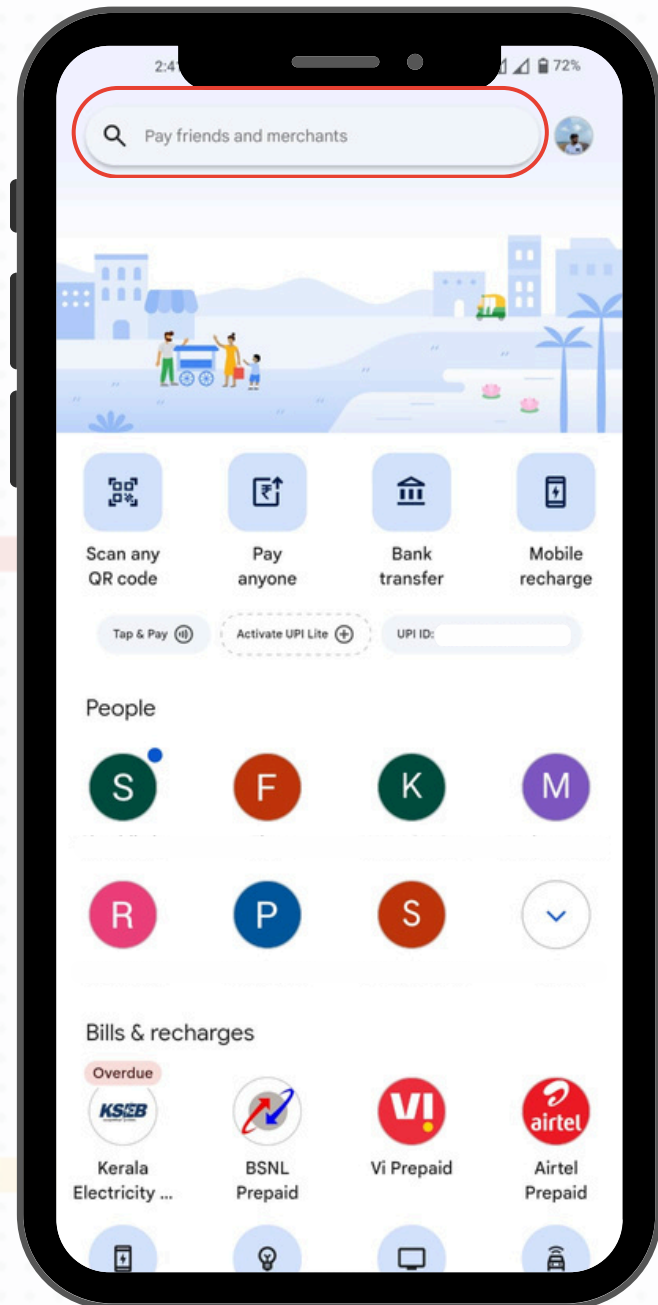 72%
Pay friends and merchants
Scan any
QR code
Pay
anyone
Bank
transfer
Mobile
recharge
Tap & Pay
Activate UPI Lite
UPI ID:
People
S
F
K
M
R
P
S
Bills & recharges
Overdue
KSEB
VI
airtel
Kerala
Electricity ...
BSNL
Prepaid
Vi Prepaid
Airtel
Prepaid